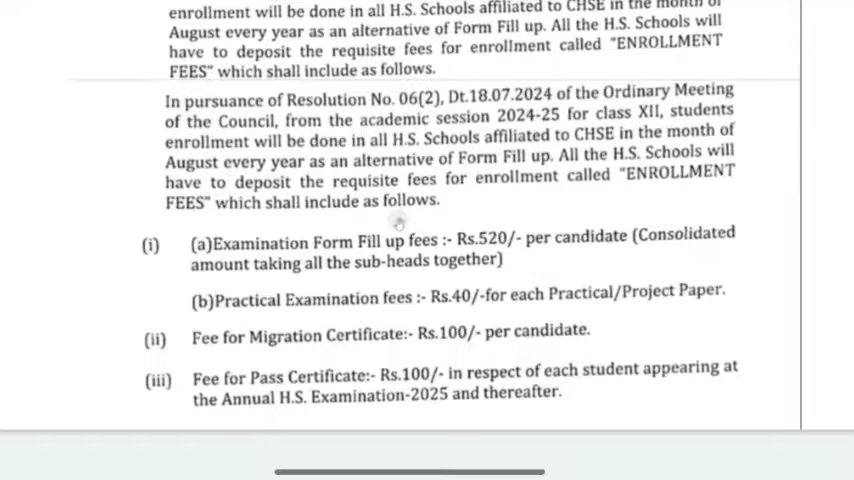 enrollment will be done in all H.S. Schools affiliated to CHSE in the month of
August every year as an alternative of Form Fill up. All the H.S. Schools will
have to deposit the requisite fees for enrollment called "ENROLLMENT
FEES" which shall include as follows.
In pursuance of Resolution No. 06(2), Dt.18.07.2024 of the Ordinary Meeting
of the Council, from the academic session 2024-25 for class XII, students
enrollment will be done in all H.S. Schools affiliated to CHSE in the month of
August every year as an alternative of Form Fill up. All the H.S. Schools will
have to deposit the requisite fees for enrollment called "ENROLLMENT
FEES" which shall include as follows.
(i) (a)Examination Form Fill up fees :- Rs.520/- per candidate (Consolidated
amount taking all the sub-heads together)
(b)Practical Examination fees :- Rs.40/-for each Practical/Project Paper.
(ii) Fee for Migration Certificate:- Rs.100/- per candidate.
(iii) Fee for Pass Certificate:- Rs.100/- in respect of each student appearing at
the Annual H.S. Examination-2025 and thereafter.